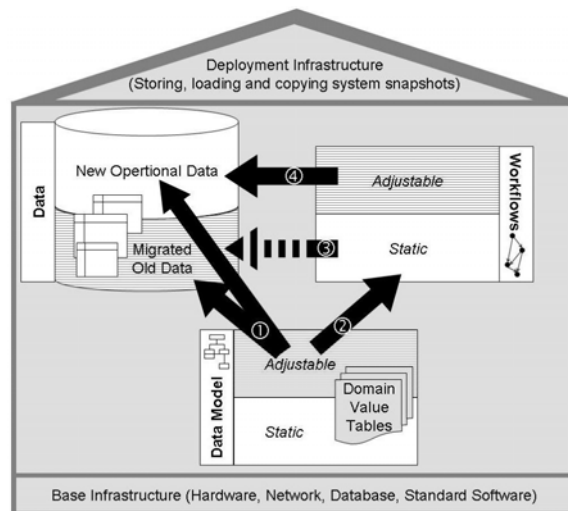 Deployment Infrastructure
(Storing, loading and copying system snapshots)
Data
New Opertional Data
Migrated
Old Data
④
③
Adjustable
Static
Workflows
①
②
Data Model
Adjustable
Static
Domain
Value
Tables
Base Infrastructure (Hardware, Network, Database, Standard Software)